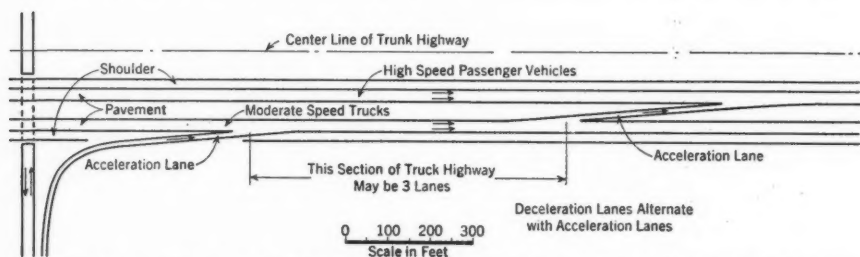 Center Line of Trunk Highway
Shoulder
High Speed Passenger Vehicles
Pavement
Moderate Speed Trucks
Acceleration Lane
Acceleration Lane
This Section of Truck Highway
May be 3 Lanes
Deceleration Lanes Alternate
with Acceleration Lanes
0 100 200 300
Scale in Feet